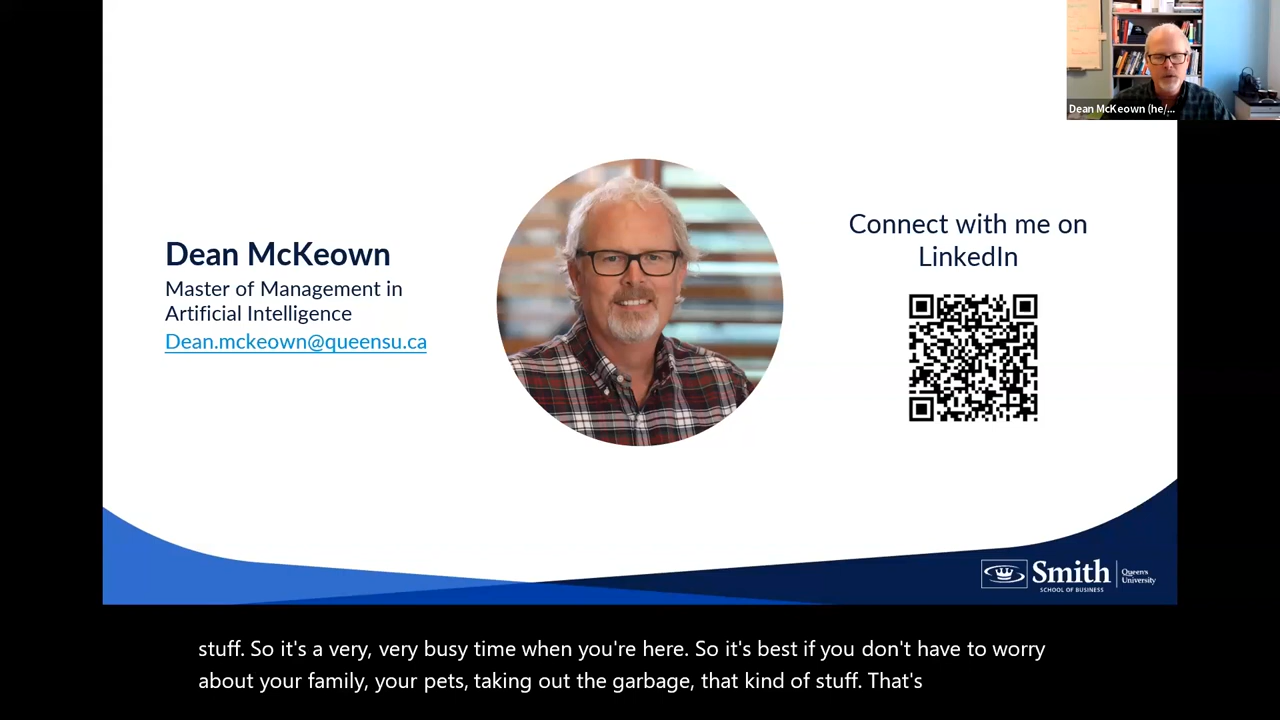 Dean McKeown (he/...
Dean McKeown
Master of Management in
Artificial Intelligence
Dean.mckeown@queensu.ca
Connect with me on
LinkedIn
Smith
SCHOOL OF BUSINESS
Queen's
University
stuff. So it's a very, very busy time when you're here. So it's best if you don't have to worry
about your family, your pets, taking out the garbage, that kind of stuff. That's